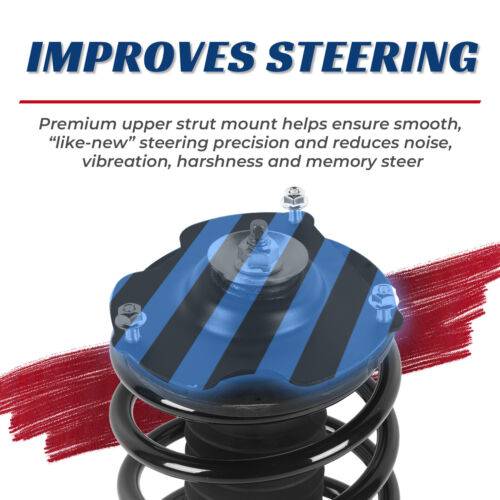 IMPROVES STEERING
Premium upper strut mount helps ensure smooth,
“like-new” steering precision and reduces noise,
vibreation, harshness and memory steer